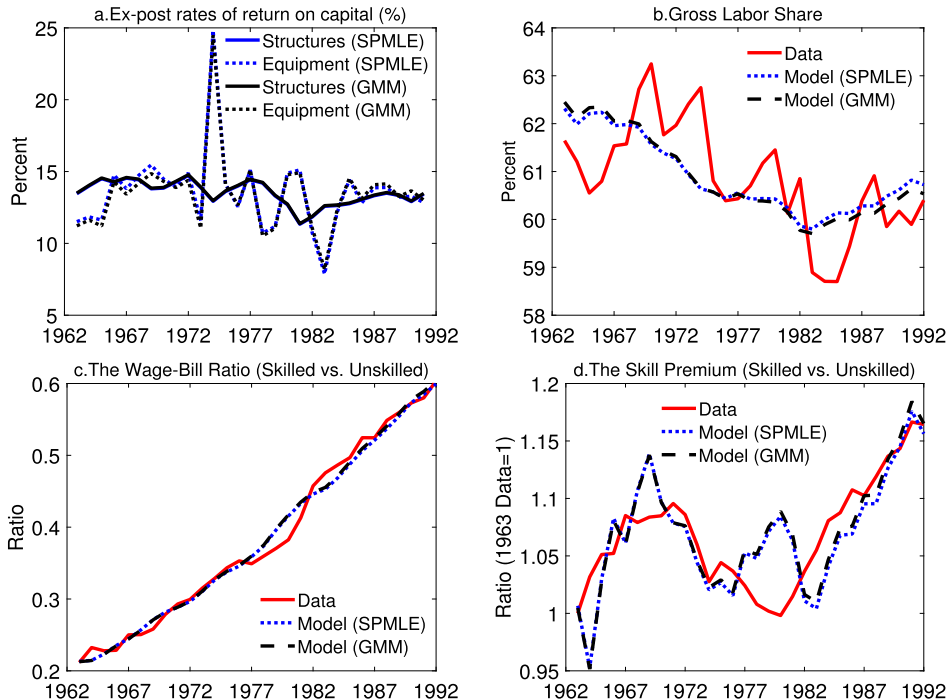 a.Ex-post rates of return on capital (%)
25
20
15
10
5
Percent
Structures (SPMLE)
Equipment (SPMLE)
Structures (GMM)
Equipment (GMM)
1962 1967 1972 1977 1982 1987 1992
b.Gross Labor Share
64
63
62
61
60
59
58
Percent
Data
Model (SPMLE)
Model (GMM)
1962 1967 1972 1977 1982 1987 1992
c.The Wage-Bill Ratio (Skilled vs. Unskilled)
0.6
0.5
0.4
0.3
0.2
Ratio
Data
Model (SPMLE)
Model (GMM)
1962 1967 1972 1977 1982 1987 1992
d.The Skill Premium (Skilled vs. Unskilled)
1.2
1.15
1.10
1.05
1
0.95
Ratio (1963 Data=1)
Data
Model (SPMLE)
Model (GMM)
1962 1967 1972 1977 1982 1987 1992